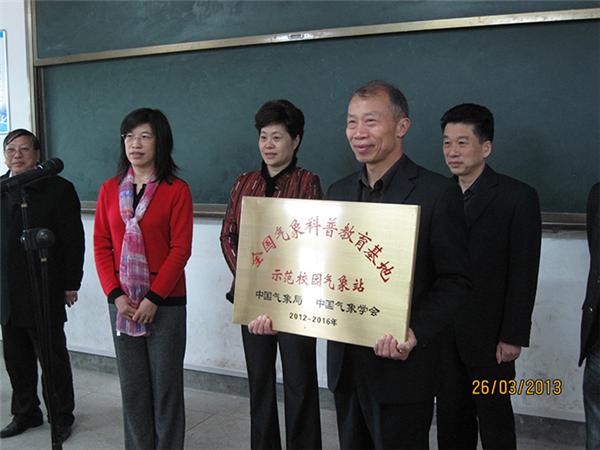 全国气象科普教育基地
示范校园气象站
中国气象局 中国气象学会
2012-2016年
26/03/2013